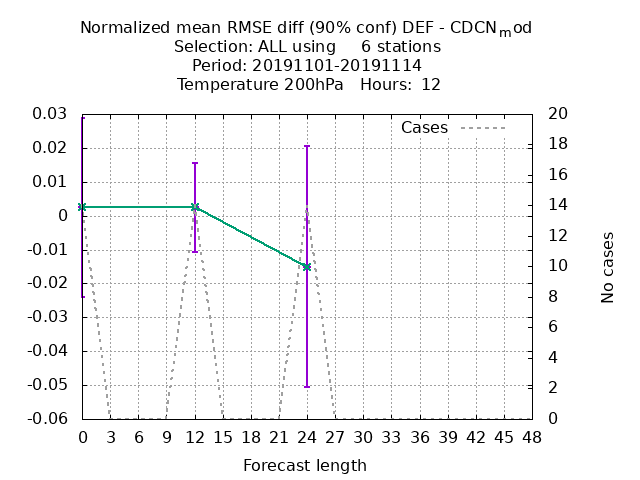 Normalized mean RMSE diff (90% conf) DEF - CDCNmod
Selection: ALL using 6 stations
Period: 20191101-20191114
Temperature 200hPa Hours: 12
Cases
0.03
0.02
0.01
0
-0.01
-0.02
-0.03
-0.04
-0.05
-0.06
20
18
16
14
12
10
8
6
4
2
0
No cases
0 3 6 9 12 15 18 21 24 27 30 33 36 39 42 45 48
Forecast length